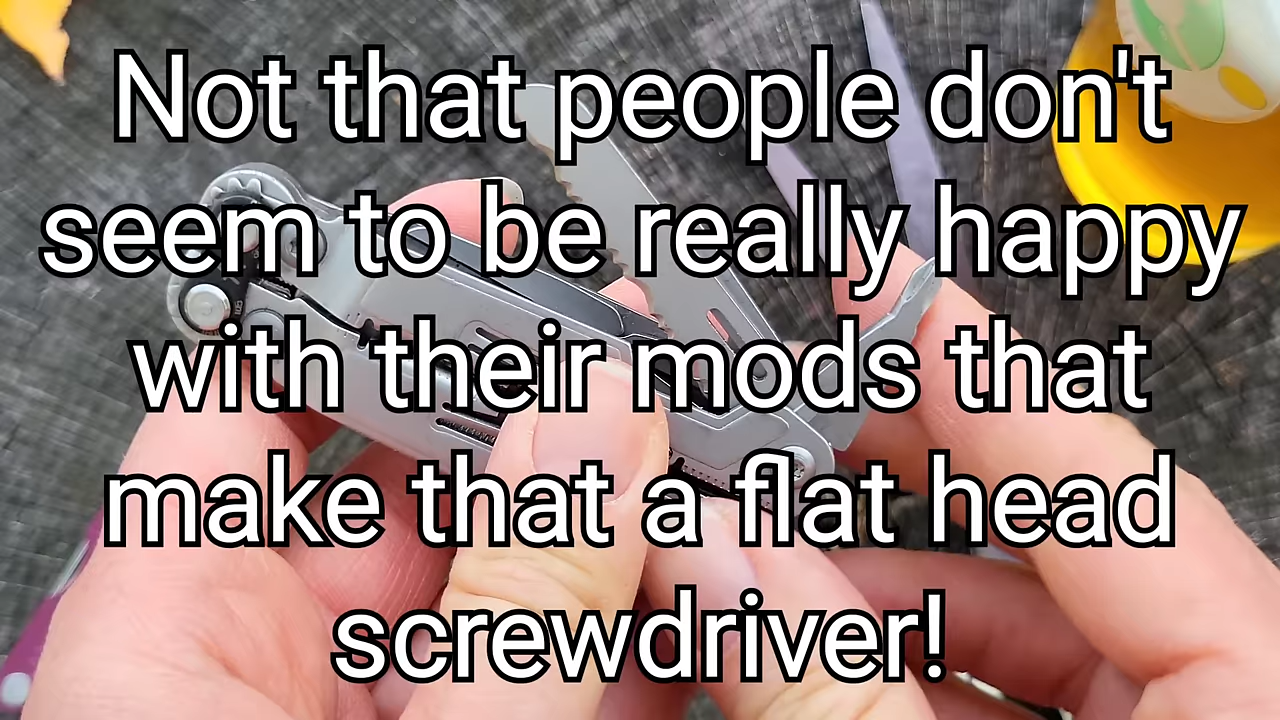 Not that people don't
seem to be really happy
with their mods that
make that a flat head
screwdriver!